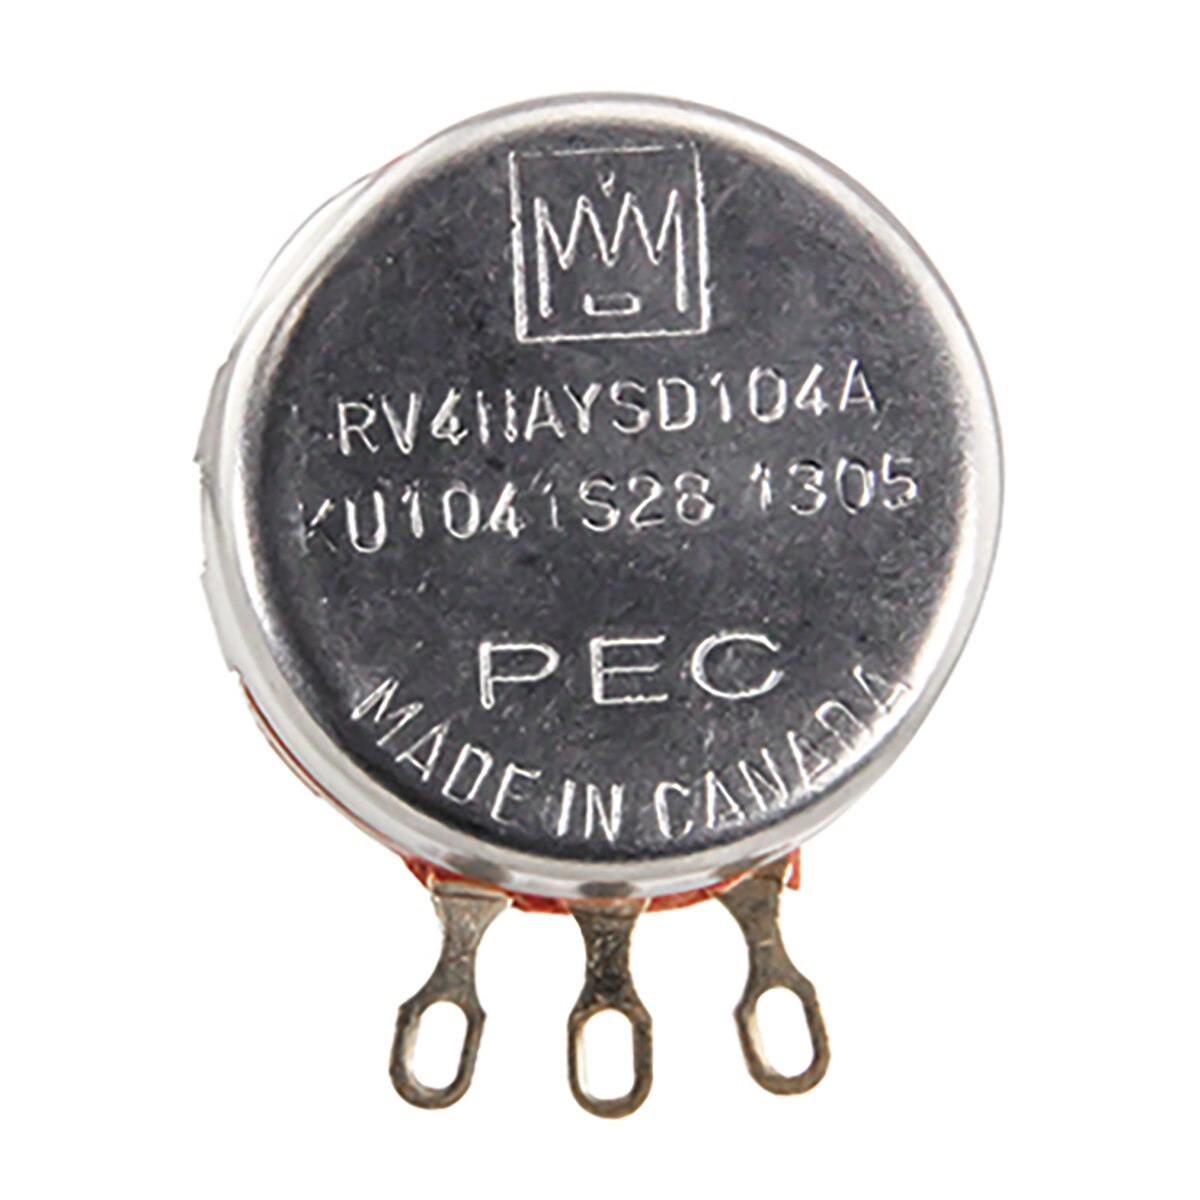 RV4NAYSD104A
KU1041S28 1305
PEC
MADE IN CANADA